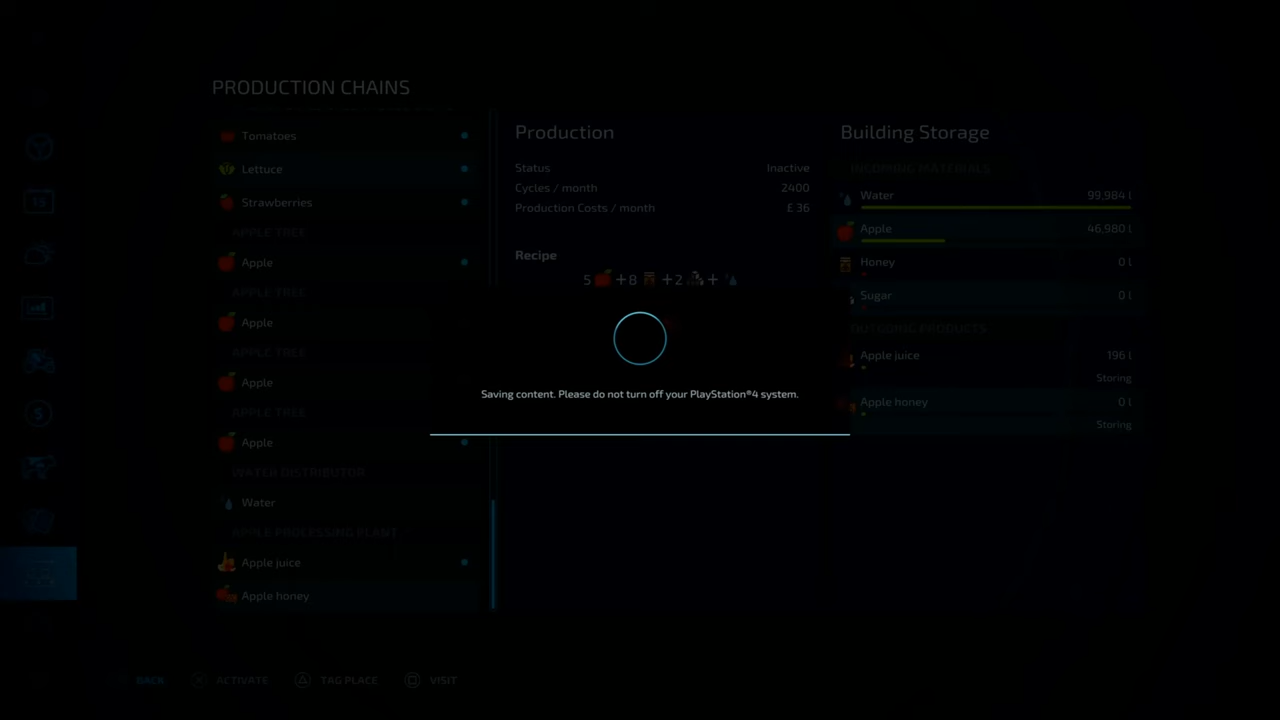 PRODUCTION CHAINS
Tomatoes
Lettuce
Strawberries
APPLE TREE
Apple
APPLE TREE
Apple
APPLE TREE
Apple
APPLE TREE
Apple
WATER DISTRIBUTOR
Water
APPLE PROCESSING PLANT
Apple juice
Apple honey
Production
Status Inactive
Cycles / month 2400
Production Costs / month £ 36
Recipe
5 +8 +2 +
Building Storage
INCOMING MATERIALS
Water 99,984 l
Apple 46,980 l
Honey 0 l
Sugar 0 l
OUTGOING PRODUCTS
Apple juice 196 l
Storing
Apple honey 0 l
Storing
Saving content. Please do not turn off your PlayStation®4 system.
15
BACK ACTIVATE TAG PLACE VISIT